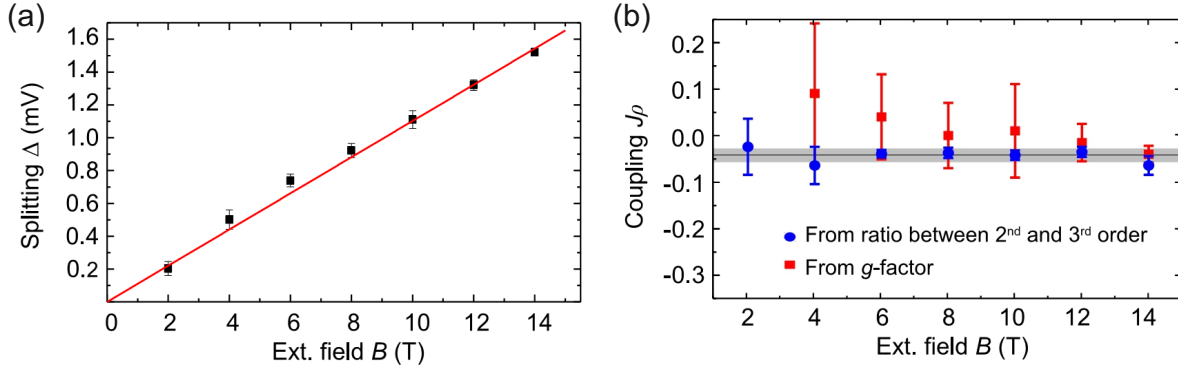 (a)
Splitting Δ (mV)
1.6
1.4
1.2
1.0
0.8
0.6
0.4
0.2
0 2 4 6 8 10 12 14
Ext. field B (T)
(b)
Coupling Jρ
0.2
0.1
0.0
-0.1
-0.2
-0.3
From ratio between 2nd and 3rd order
From g-factor
2 4 6 8 10 12 14
Ext. field B (T)